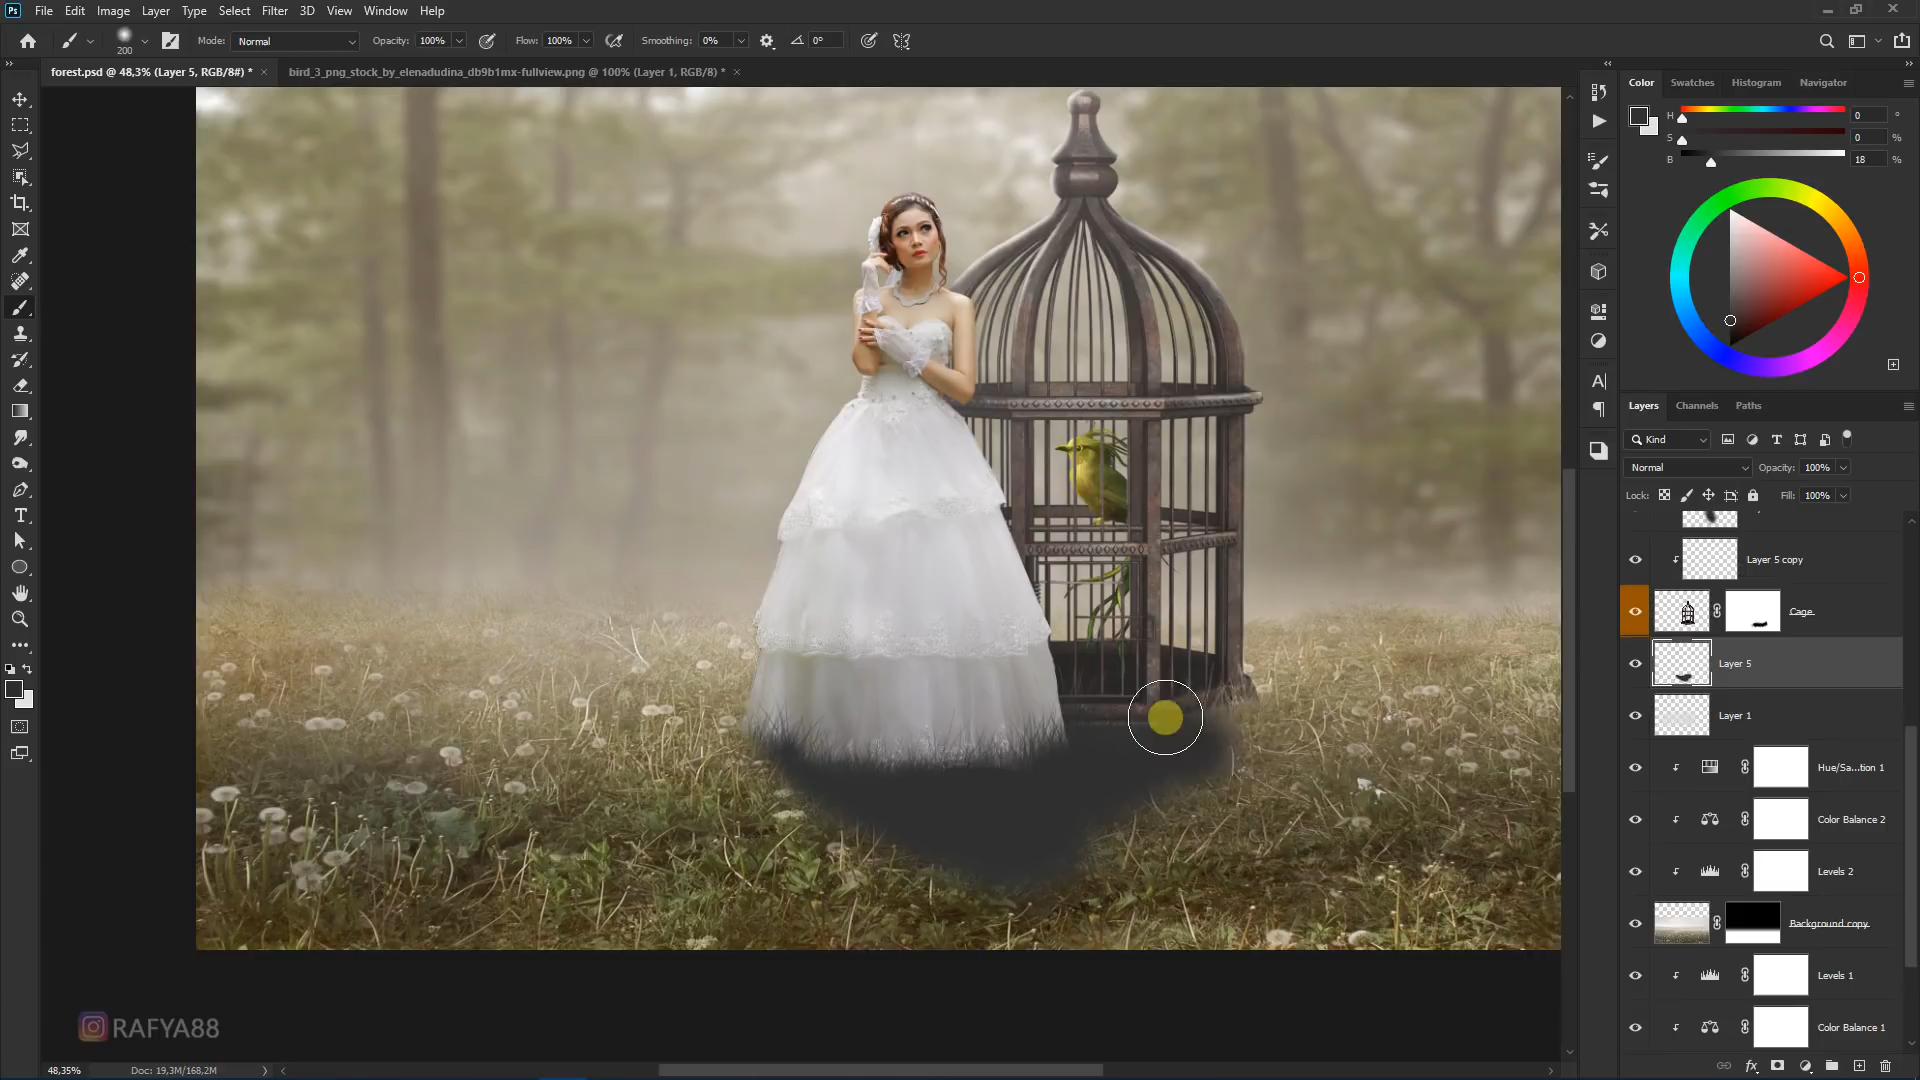 Ps File Edit Image Layer Type Select Filter 3D View Window Help
200 Mode: Normal Opacity: 100% Flow: 100% Smoothing: 0% 0°
forest.psd @ 48,3% (Layer 5, RGB/8#) * × bird_3_png_stock_by_elenadudina_db9b1mx-fullview.png @ 100% (Layer 1, RGB/8) * ×
Color Swatches Histogram Navigator
H 0 °
S 0 %
B 18 %
Layers Channels Paths
Kind
Normal Opacity: 100%
Lock: Fill: 100%
Layer 5 copy
Cage
Layer 5
Layer 1
Hue/Sa...tion 1
Color Balance 2
Levels 2
Background copy
Levels 1
Color Balance 1
RAFYA88
48,35% Doc: 19,3M/168,2M